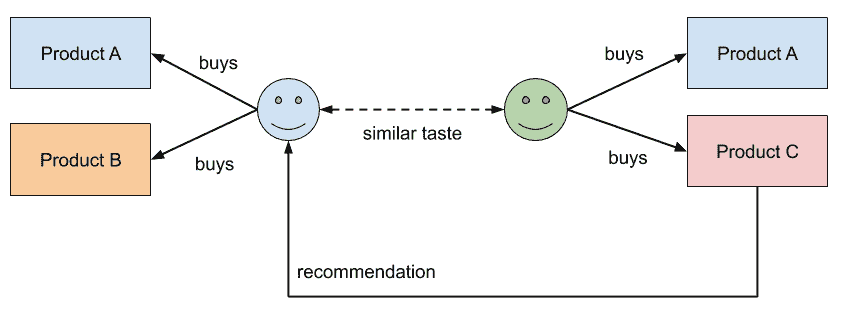 Product A
buys
buys
Product A
similar taste
Product B
buys
buys
Product C
recommendation